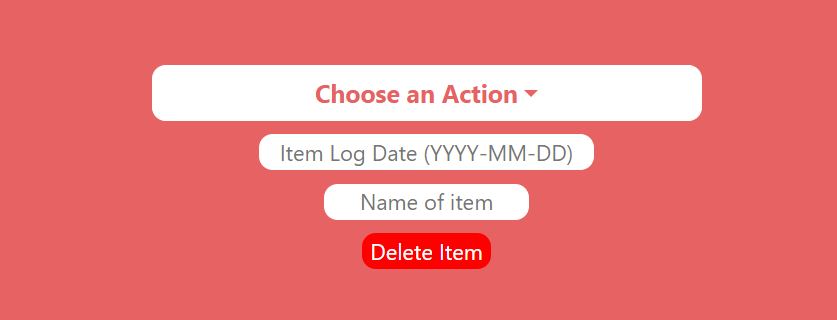 Choose an Action
Item Log Date (YYYY-MM-DD)
Name of item
Delete Item